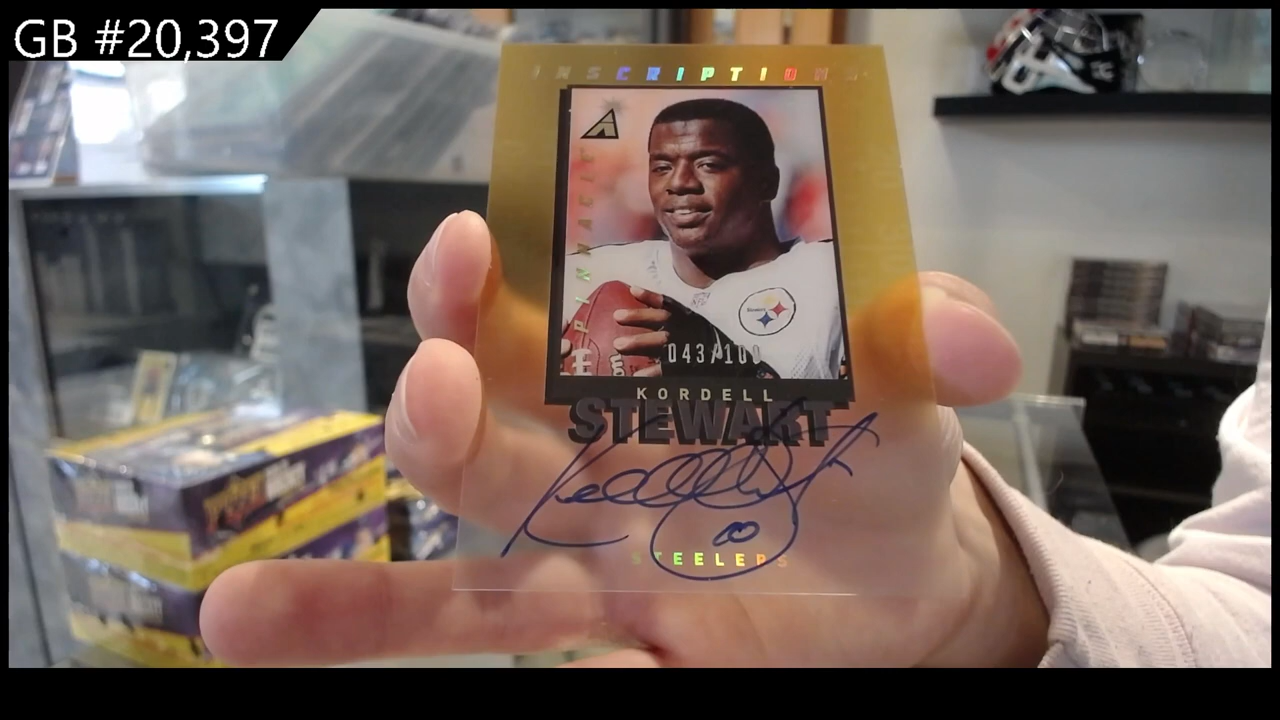 GB #20,397
INSCRIPTIONS
PINNACLE
043/100
KORDELL
STEWART
STEELERS
10